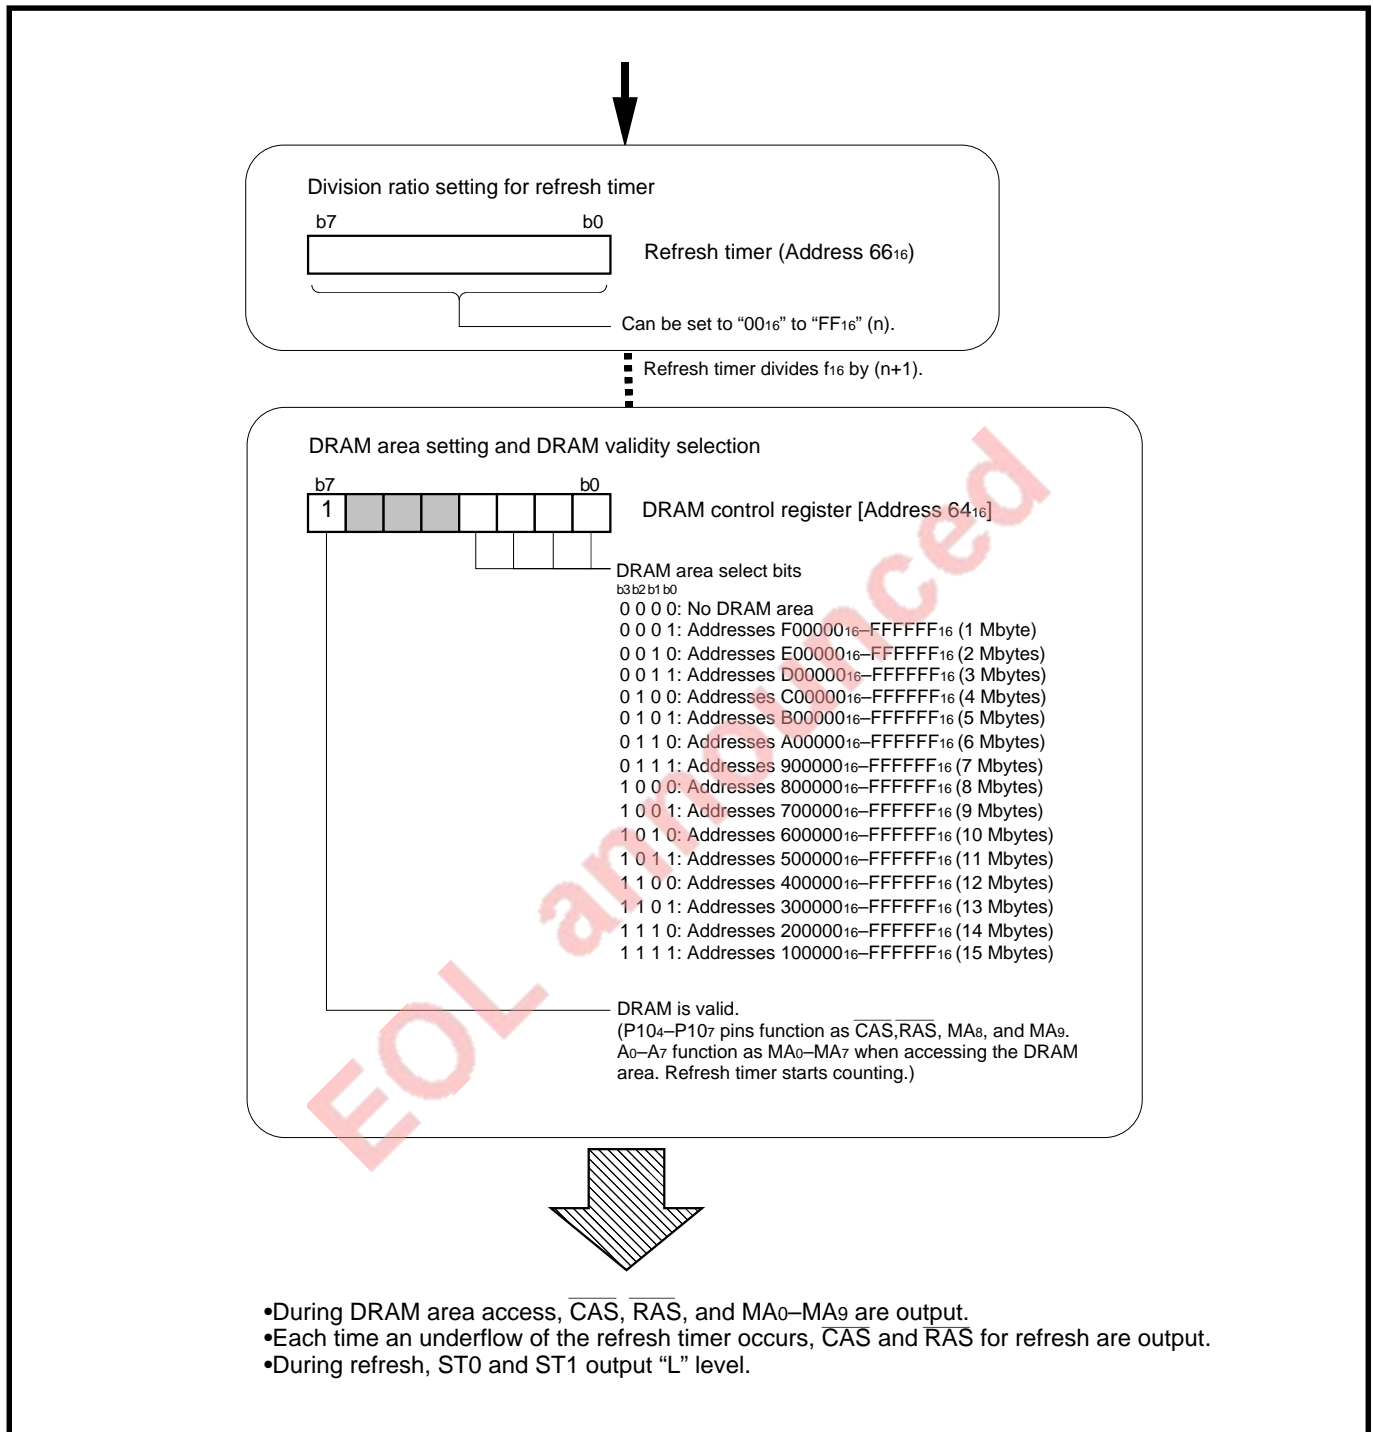 Division ratio setting for refresh timer
b7 b0
Refresh timer (Address 6616)
Can be set to “0016” to “FF16” (n).
Refresh timer divides f16 by (n+1).
DRAM area setting and DRAM validity selection
b7 b0
1
DRAM control register [Address 6416]
DRAM area select bits
b3 b2 b1 b0
0 0 0 0: No DRAM area
0 0 0 1: Addresses F0000016–FFFFFF16 (1 Mbyte)
0 0 1 0: Addresses E0000016–FFFFFF16 (2 Mbytes)
0 0 1 1: Addresses D0000016–FFFFFF16 (3 Mbytes)
0 1 0 0: Addresses C0000016–FFFFFF16 (4 Mbytes)
0 1 0 1: Addresses B0000016–FFFFFF16 (5 Mbytes)
0 1 1 0: Addresses A0000016–FFFFFF16 (6 Mbytes)
0 1 1 1: Addresses 90000016–FFFFFF16 (7 Mbytes)
1 0 0 0: Addresses 80000016–FFFFFF16 (8 Mbytes)
1 0 0 1: Addresses 70000016–FFFFFF16 (9 Mbytes)
1 0 1 0: Addresses 60000016–FFFFFF16 (10 Mbytes)
1 0 1 1: Addresses 50000016–FFFFFF16 (11 Mbytes)
1 1 0 0: Addresses 40000016–FFFFFF16 (12 Mbytes)
1 1 0 1: Addresses 30000016–FFFFFF16 (13 Mbytes)
1 1 1 0: Addresses 20000016–FFFFFF16 (14 Mbytes)
1 1 1 1: Addresses 10000016–FFFFFF16 (15 Mbytes)
DRAM is valid.
(P104–P107 pins function as CAS,RAS, MA8, and MA9.
A0–A7 function as MA0–MA7 when accessing the DRAM
area. Refresh timer starts counting.)
EOL announced
•During DRAM area access, CAS, RAS, and MA0–MA9 are output.
•Each time an underflow of the refresh timer occurs, CAS and RAS for refresh are output.
•During refresh, ST0 and ST1 output “L” level.